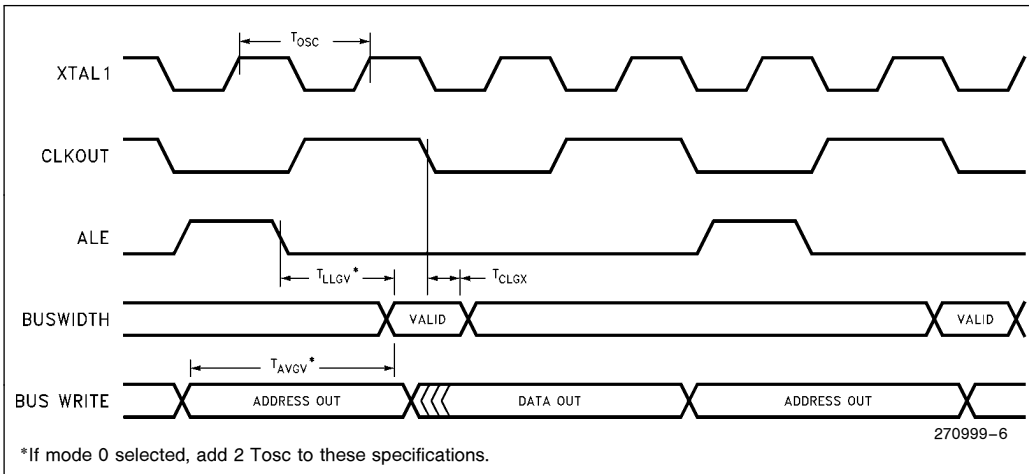 TOSC
XTAL1
CLKOUT
ALE
TLLGV*
TCLGX
BUSWIDTH
VALID
VALID
TAVGV*
BUS WRITE
ADDRESS OUT
DATA OUT
ADDRESS OUT
270999–6
*If mode 0 selected, add 2 Tosc to these specifications.